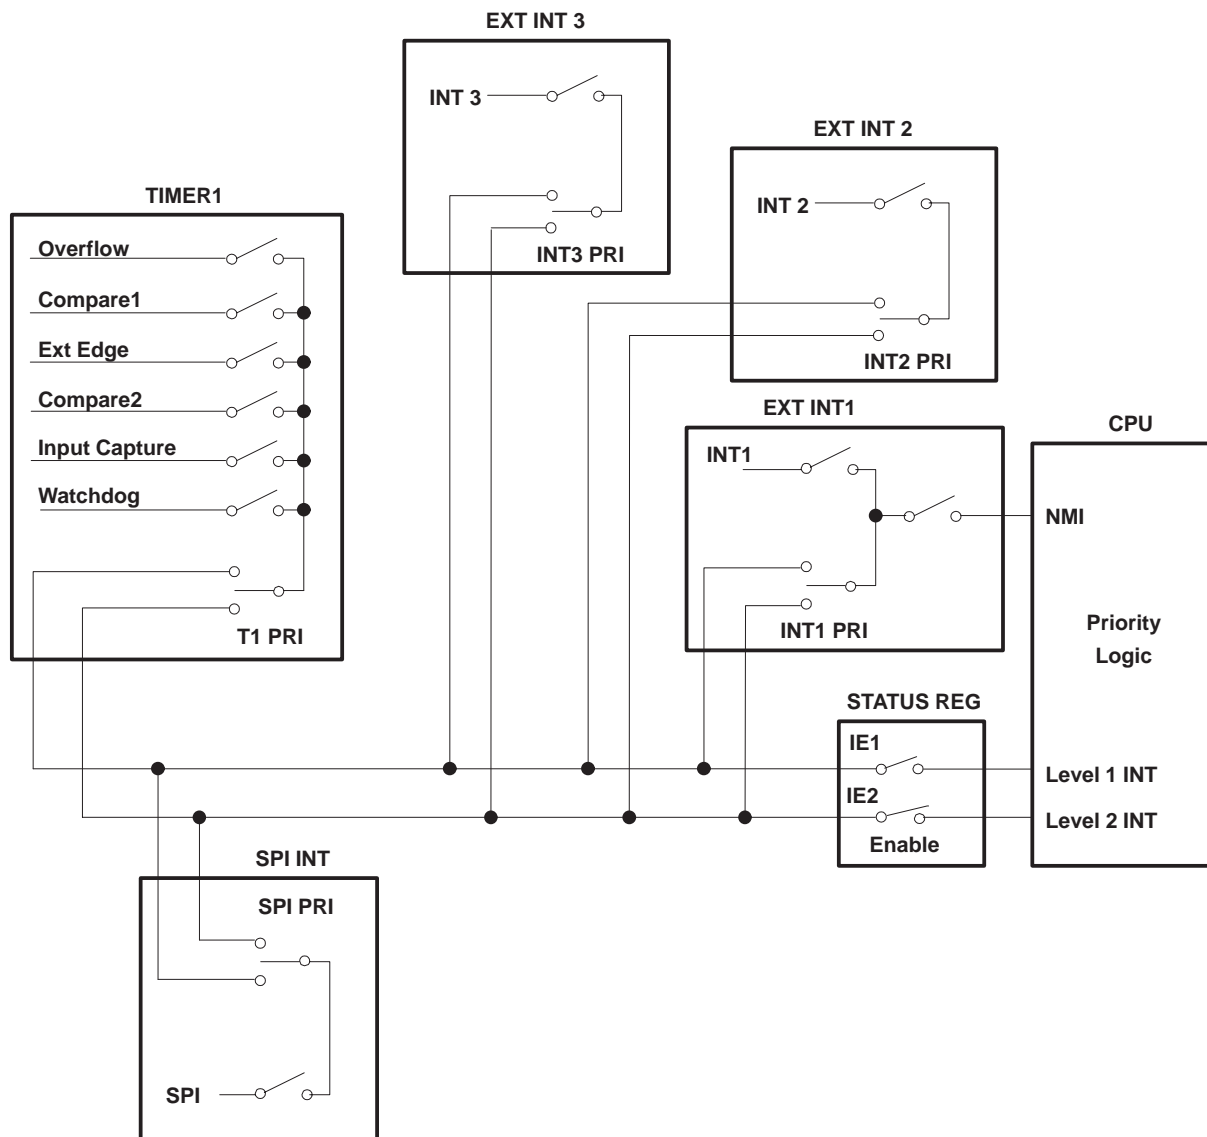 EXT INT 3
INT 3
INT3 PRI
EXT INT 2
INT 2
INT2 PRI
TIMER1
Overflow
Compare1
Ext Edge
Compare2
Input Capture
Watchdog
T1 PRI
EXT INT1
INT1
INT1 PRI
CPU
NMI
Priority
Logic
Level 1 INT
Level 2 INT
STATUS REG
IE1
IE2
Enable
SPI INT
SPI PRI
SPI